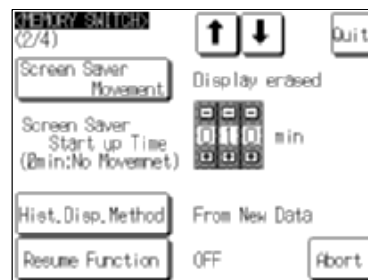 <MEMORY SWITCH>
(2/4)
↑ ↓ Quit
Screen Saver
Movement
Display erased
Screen Saver
Start up Time
(0min:No Movemnet)
010 min
Hist.Disp.Method
From New Data
Resume Function
OFF
Abort